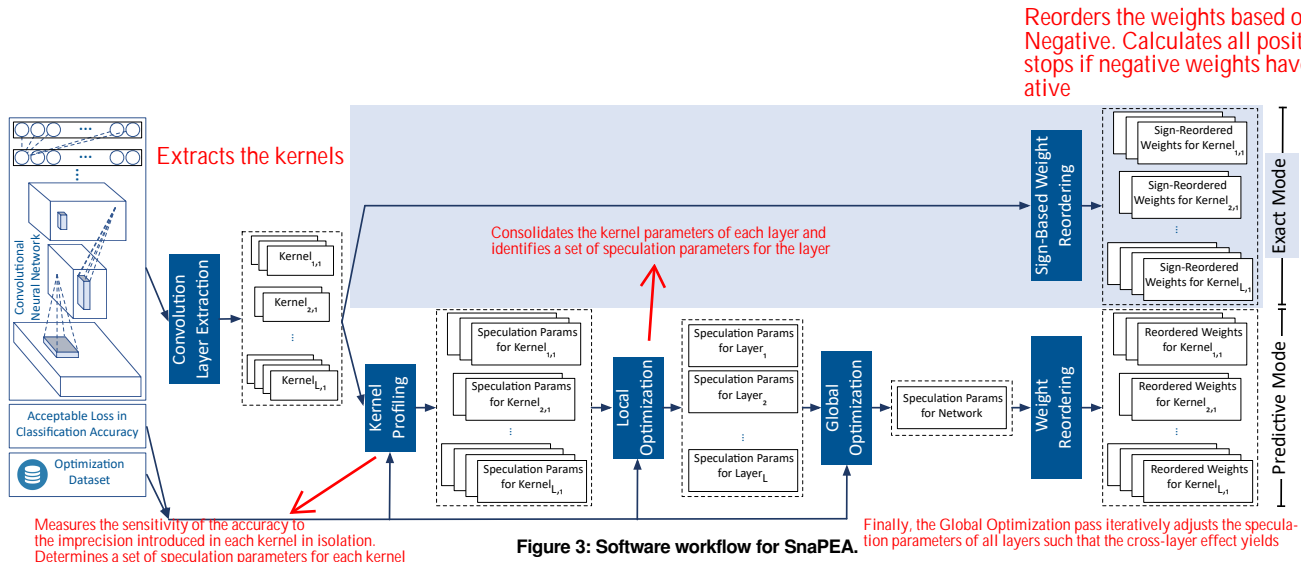 Reorders the weights based o
Negative. Calculates all posit
stops if negative weights have
ative
Extracts the kernels
Convolutional
Neural Network
Acceptable Loss in
Classification Accuracy
Optimization
Dataset
Convolution
Layer Extraction
Kernel1,1
Kernel2,1
Kernel L,1
Consolidates the kernel parameters of each layer and
identifies a set of speculation parameters for the layer
Sign-Based Weight
Reordering
Sign-Reordered
Weights for Kernel1,1
Sign-Reordered
Weights for Kernel2,1
Sign-Reordered
Weights for Kernel L,1
Exact Mode
Kernel
Profiling
Speculation Params
for Kernel1,1
Speculation Params
for Kernel2,1
Speculation Params
for Kernel L,1
Local
Optimization
Speculation Params
for Layer1
Speculation Params
for Layer2
Speculation Params
for Layer L
Global
Optimization
Speculation Params
for Network
Weight
Reordering
Reordered Weights
for Kernel1,1
Reordered Weights
for Kernel2,1
Reordered Weights
for Kernel L,1
Predictive Mode
Measures the sensitivity of the accuracy to
the imprecision introduced in each kernel in isolation.
Determines a set of speculation parameters for each kernel
Figure 3: Software workflow for SnaPEA.
Finally, the Global Optimization pass iteratively adjusts the specula-
tion parameters of all layers such that the cross-layer effect yields